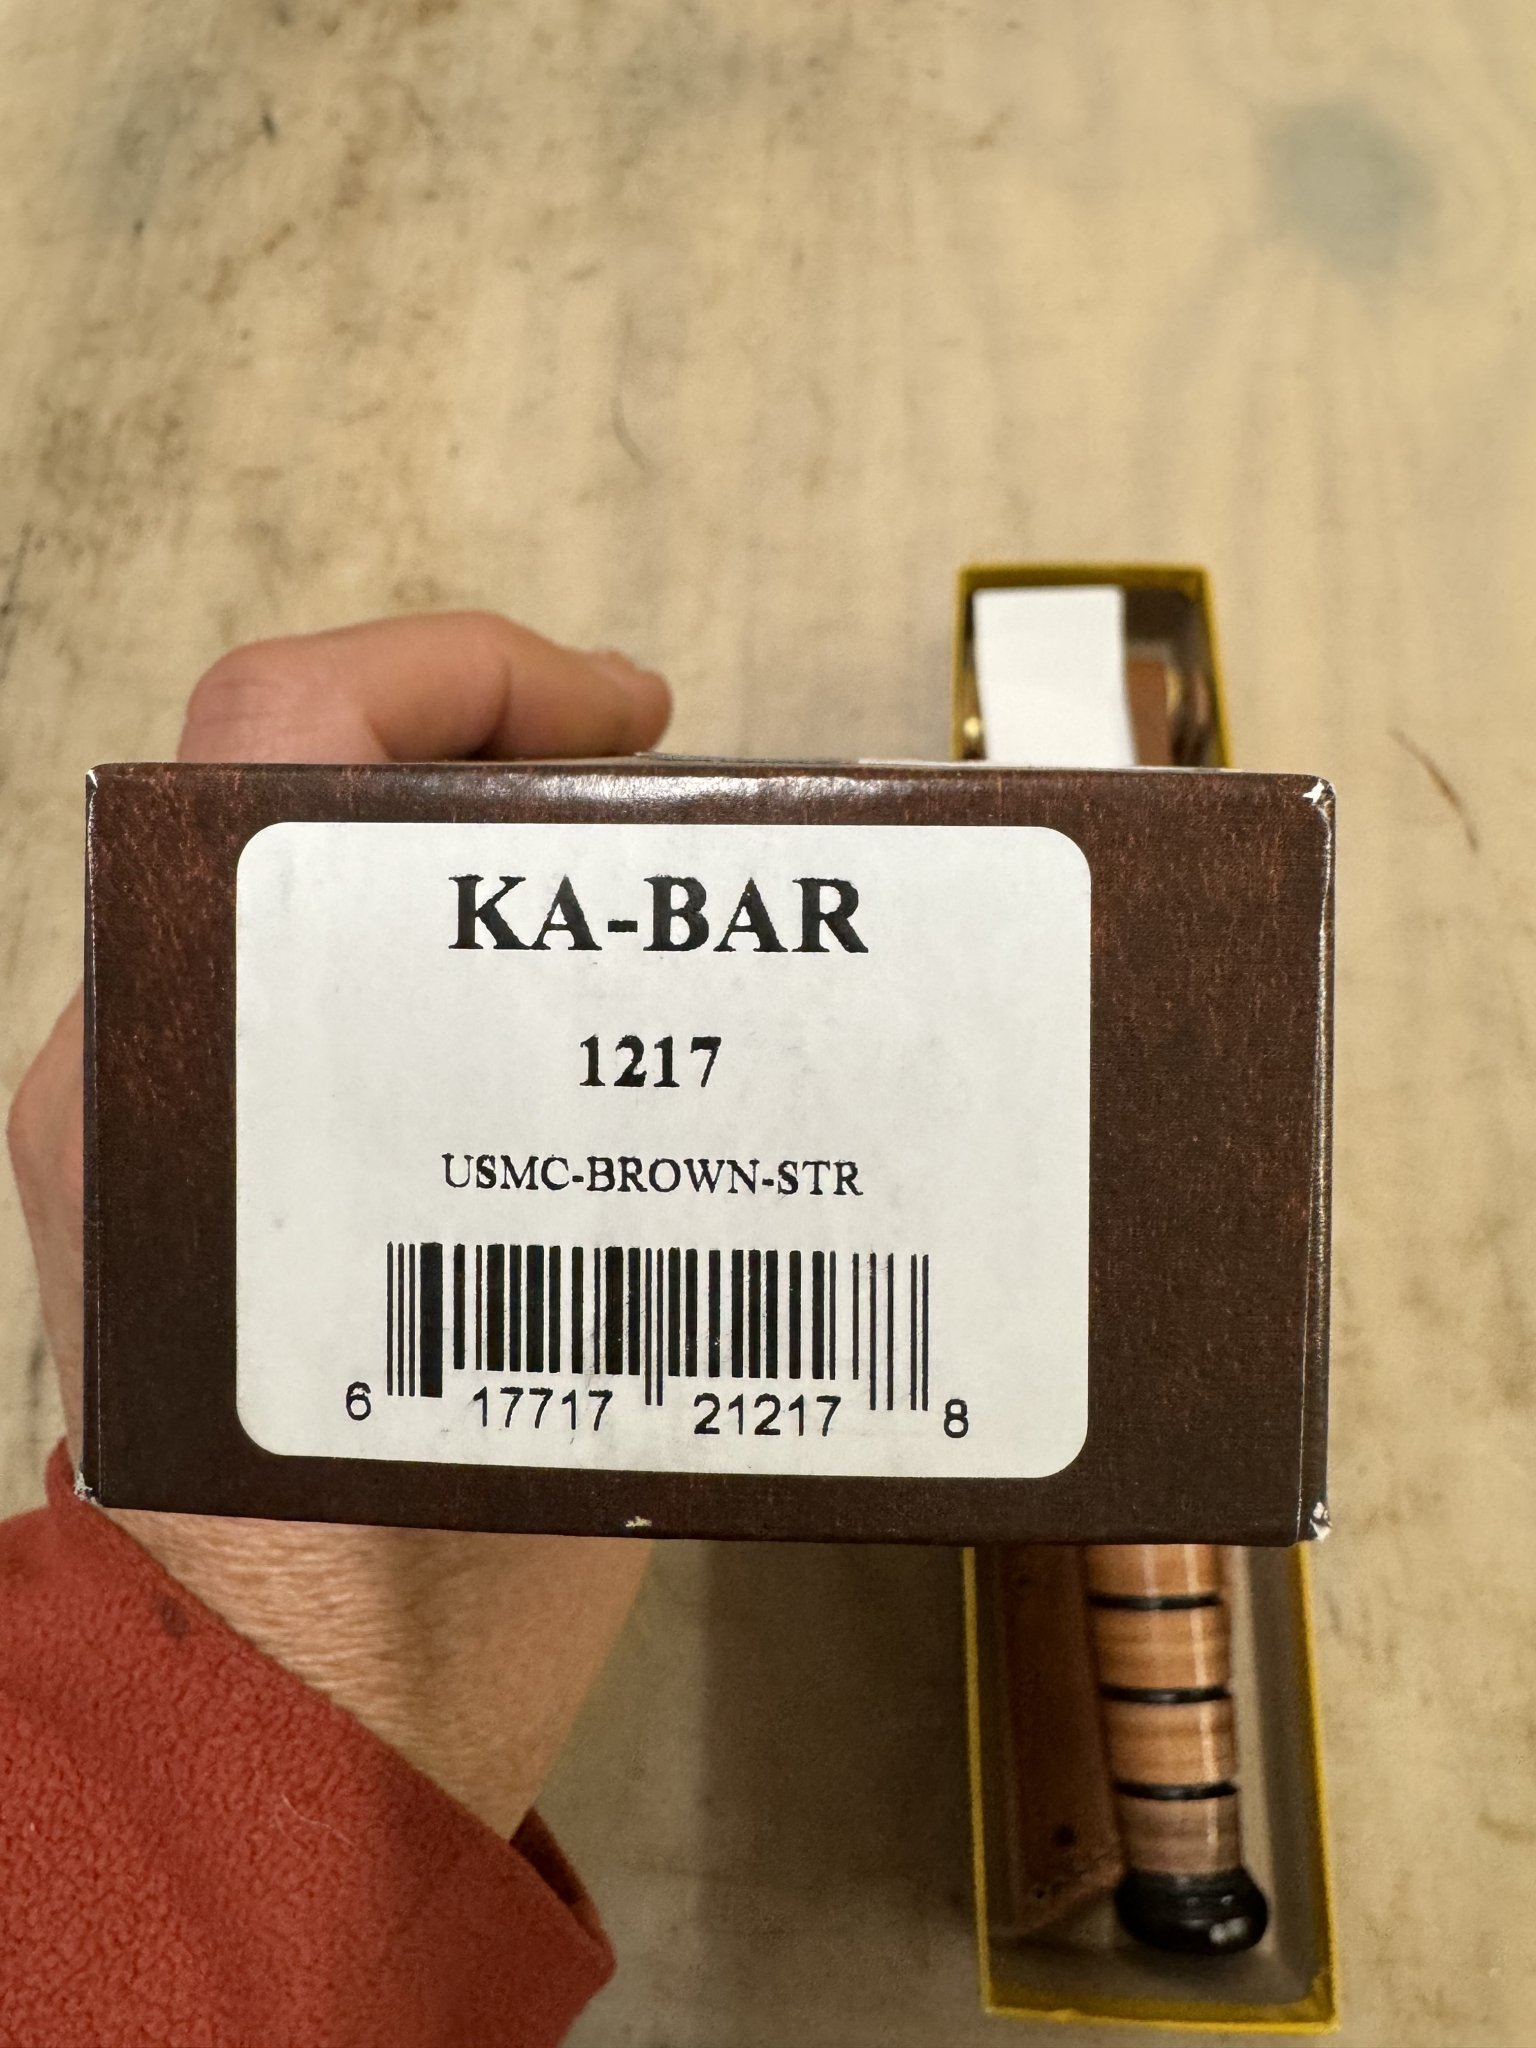 KA-BAR
1217
USMC-BROWN-STR
6 17717 21217 8